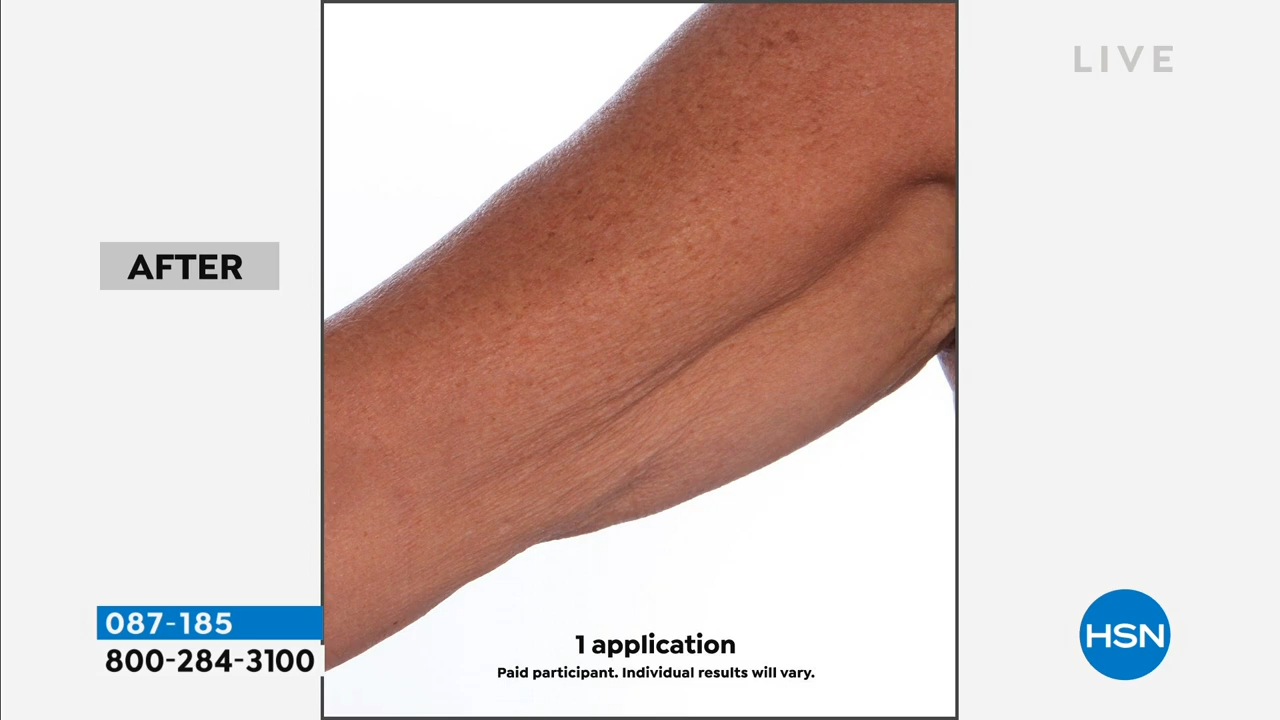 LIVE
AFTER
087-185
800-284-3100
1 application
Paid participant. Individual results will vary.
HSN